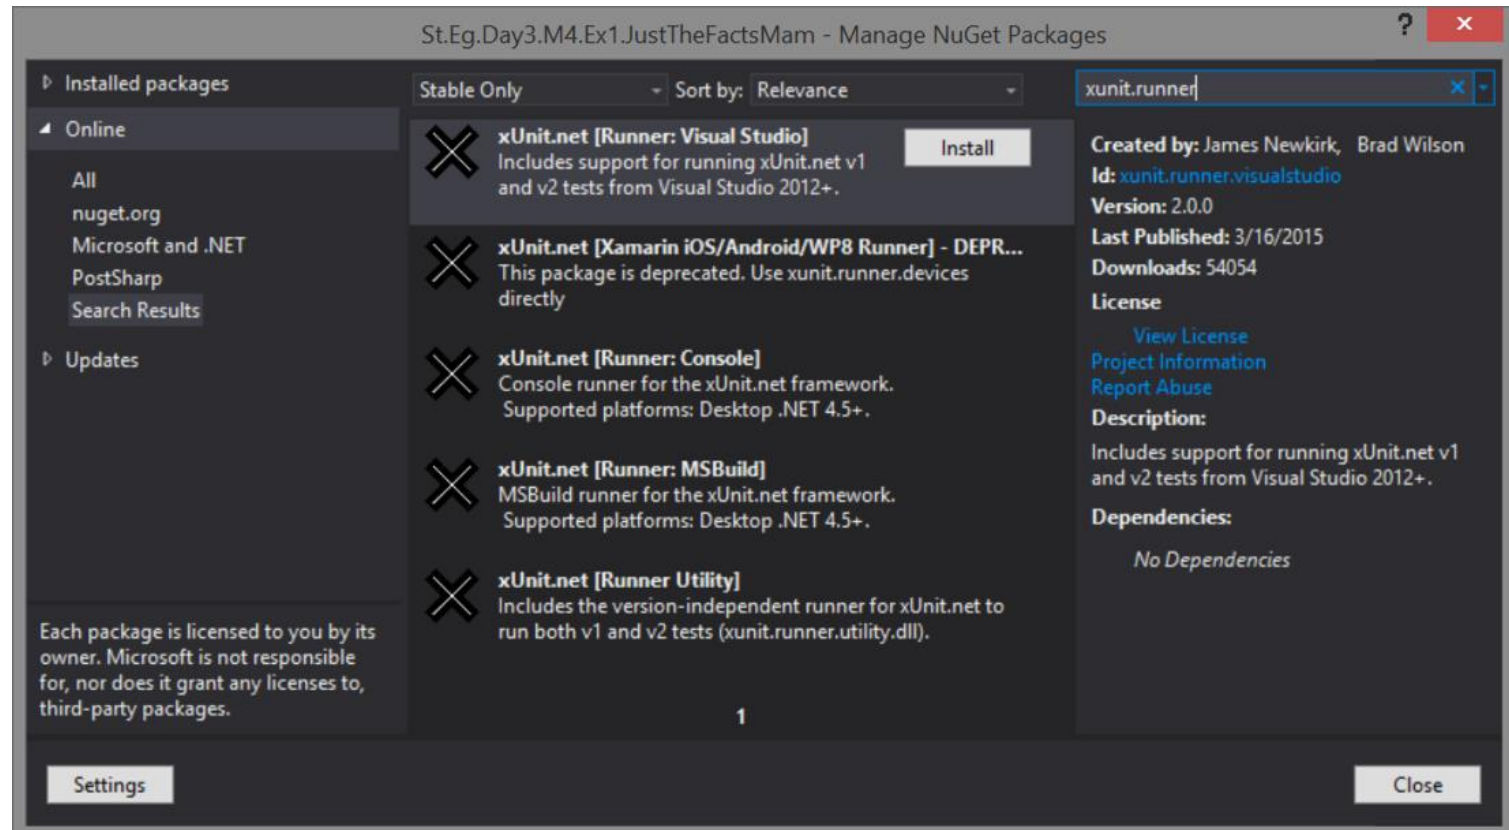 St.Eg.Day3.M4.Ex1.JustTheFactsMam - Manage NuGet Packages
? ×
Installed packages
Online
All
nuget.org
Microsoft and .NET
PostSharp
Search Results
Updates
Each package is licensed to you by its
owner. Microsoft is not responsible
for, nor does it grant any licenses to,
third-party packages.
Settings
Stable Only
Sort by: Relevance
xUnit.net [Runner: Visual Studio]
Includes support for running xUnit.net v1
and v2 tests from Visual Studio 2012+.
Install
xUnit.net [Xamarin iOS/Android/WP8 Runner] - DEPR...
This package is deprecated. Use xunit.runner.devices
directly
xUnit.net [Runner: Console]
Console runner for the xUnit.net framework.
Supported platforms: Desktop .NET 4.5+.
xUnit.net [Runner: MSBuild]
MSBuild runner for the xUnit.net framework.
Supported platforms: Desktop .NET 4.5+.
xUnit.net [Runner Utility]
Includes the version-independent runner for xUnit.net to
run both v1 and v2 tests (xunit.runner.utility.dll).
1
xunit.runner
Created by: James Newkirk, Brad Wilson
Id: xunit.runner.visualstudio
Version: 2.0.0
Last Published: 3/16/2015
Downloads: 54054
License
View License
Project Information
Report Abuse
Description:
Includes support for running xUnit.net v1
and v2 tests from Visual Studio 2012+.
Dependencies:
No Dependencies
Close